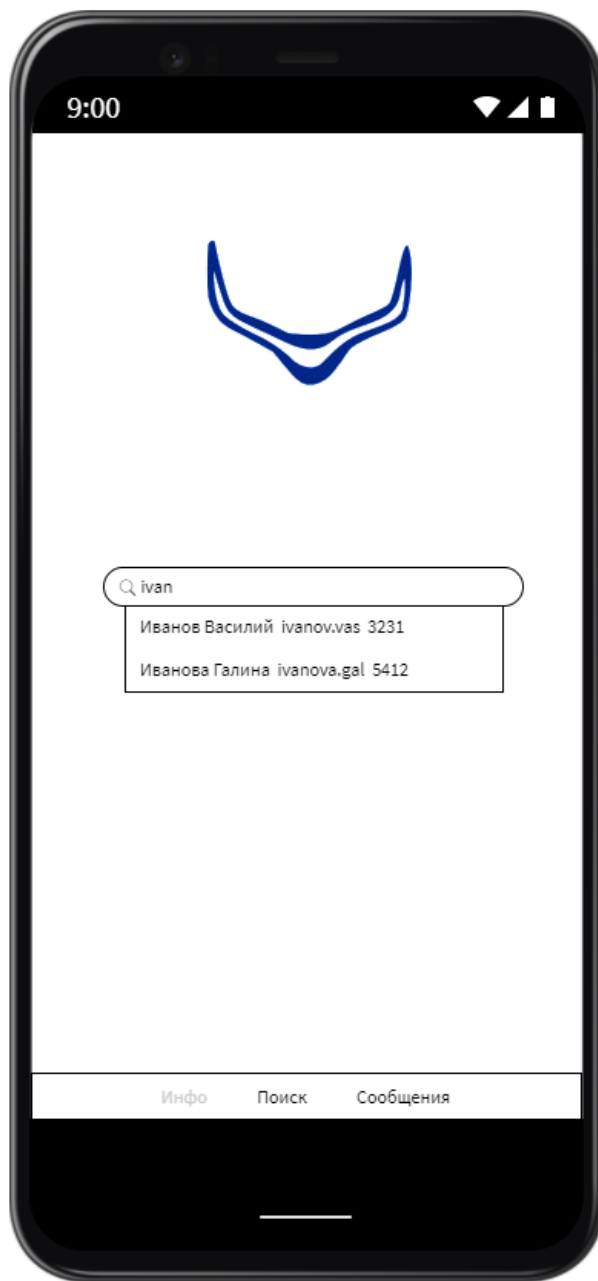 9:00
ivan
Иванов Василий ivanov.vas 3231
Иванова Галина ivanova.gal 5412
Инфо Поиск Сообщения